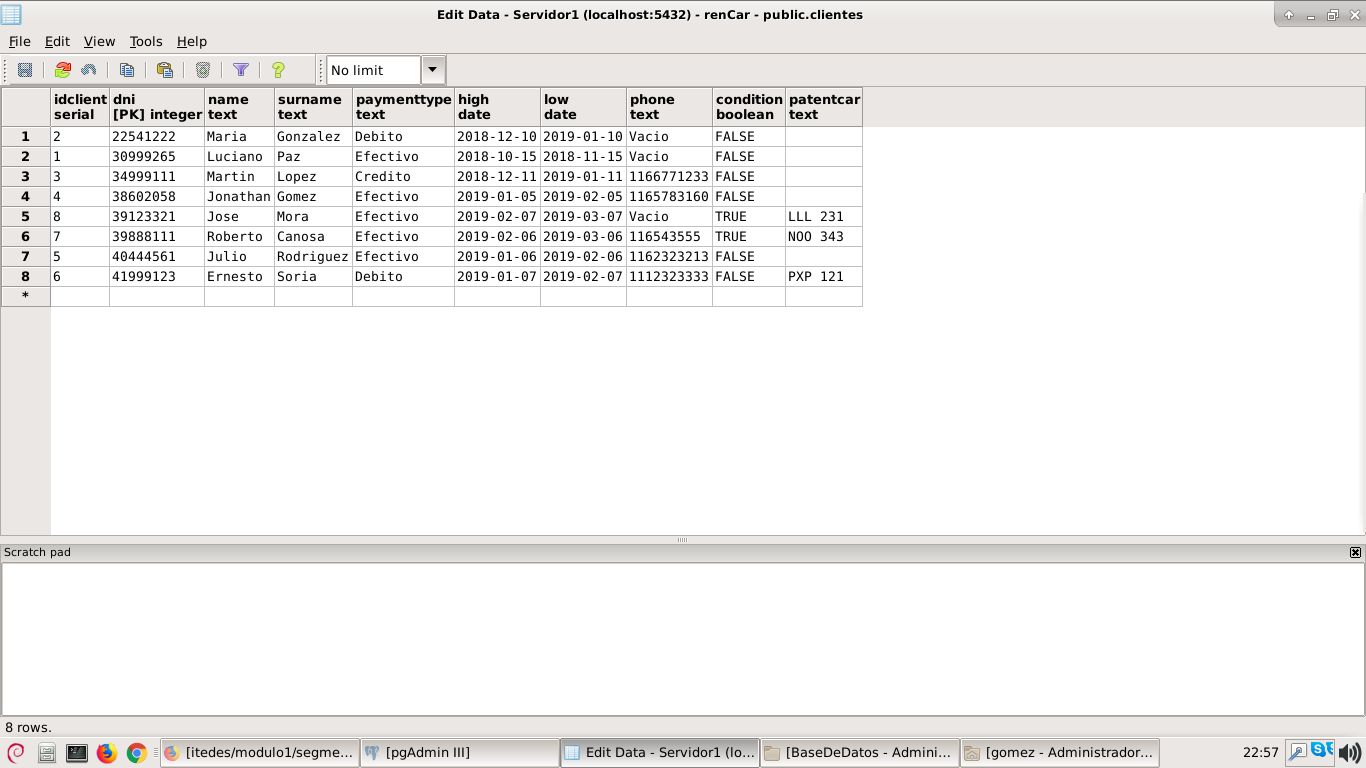 Edit Data - Servidor1 (localhost:5432) - renCar - public.clientes
File Edit View Tools Help
No limit
idclient dni name surname paymenttype high low phone condition patentcar
serial [PK] integer text text text date date text boolean text
1 2 22541222 Maria Gonzalez Debito 2018-12-10 2019-01-10 Vacio FALSE
2 1 30999265 Luciano Paz Efectivo 2018-10-15 2018-11-15 Vacio FALSE
3 3 34999111 Martin Lopez Credito 2018-12-11 2019-01-11 1166771233 FALSE
4 4 38602058 Jonathan Gomez Efectivo 2019-01-05 2019-02-05 1165783160 FALSE
5 8 39123321 Jose Mora Efectivo 2019-02-07 2019-03-07 Vacio TRUE LLL 231
6 7 39888111 Roberto Canosa Efectivo 2019-02-06 2019-03-06 116543555 TRUE NOO 343
7 5 40444561 Julio Rodriguez Efectivo 2019-01-06 2019-02-06 1162323213 FALSE
8 6 41999123 Ernesto Soria Debito 2019-01-07 2019-02-07 1112323333 FALSE PXP 121
*
Scratch pad
8 rows.
[itedes/modulo1/segme... [pgAdmin III] Edit Data - Servidor1 (lo... [BaseDeDatos - Admini... [gomez - Administrador... 22:57